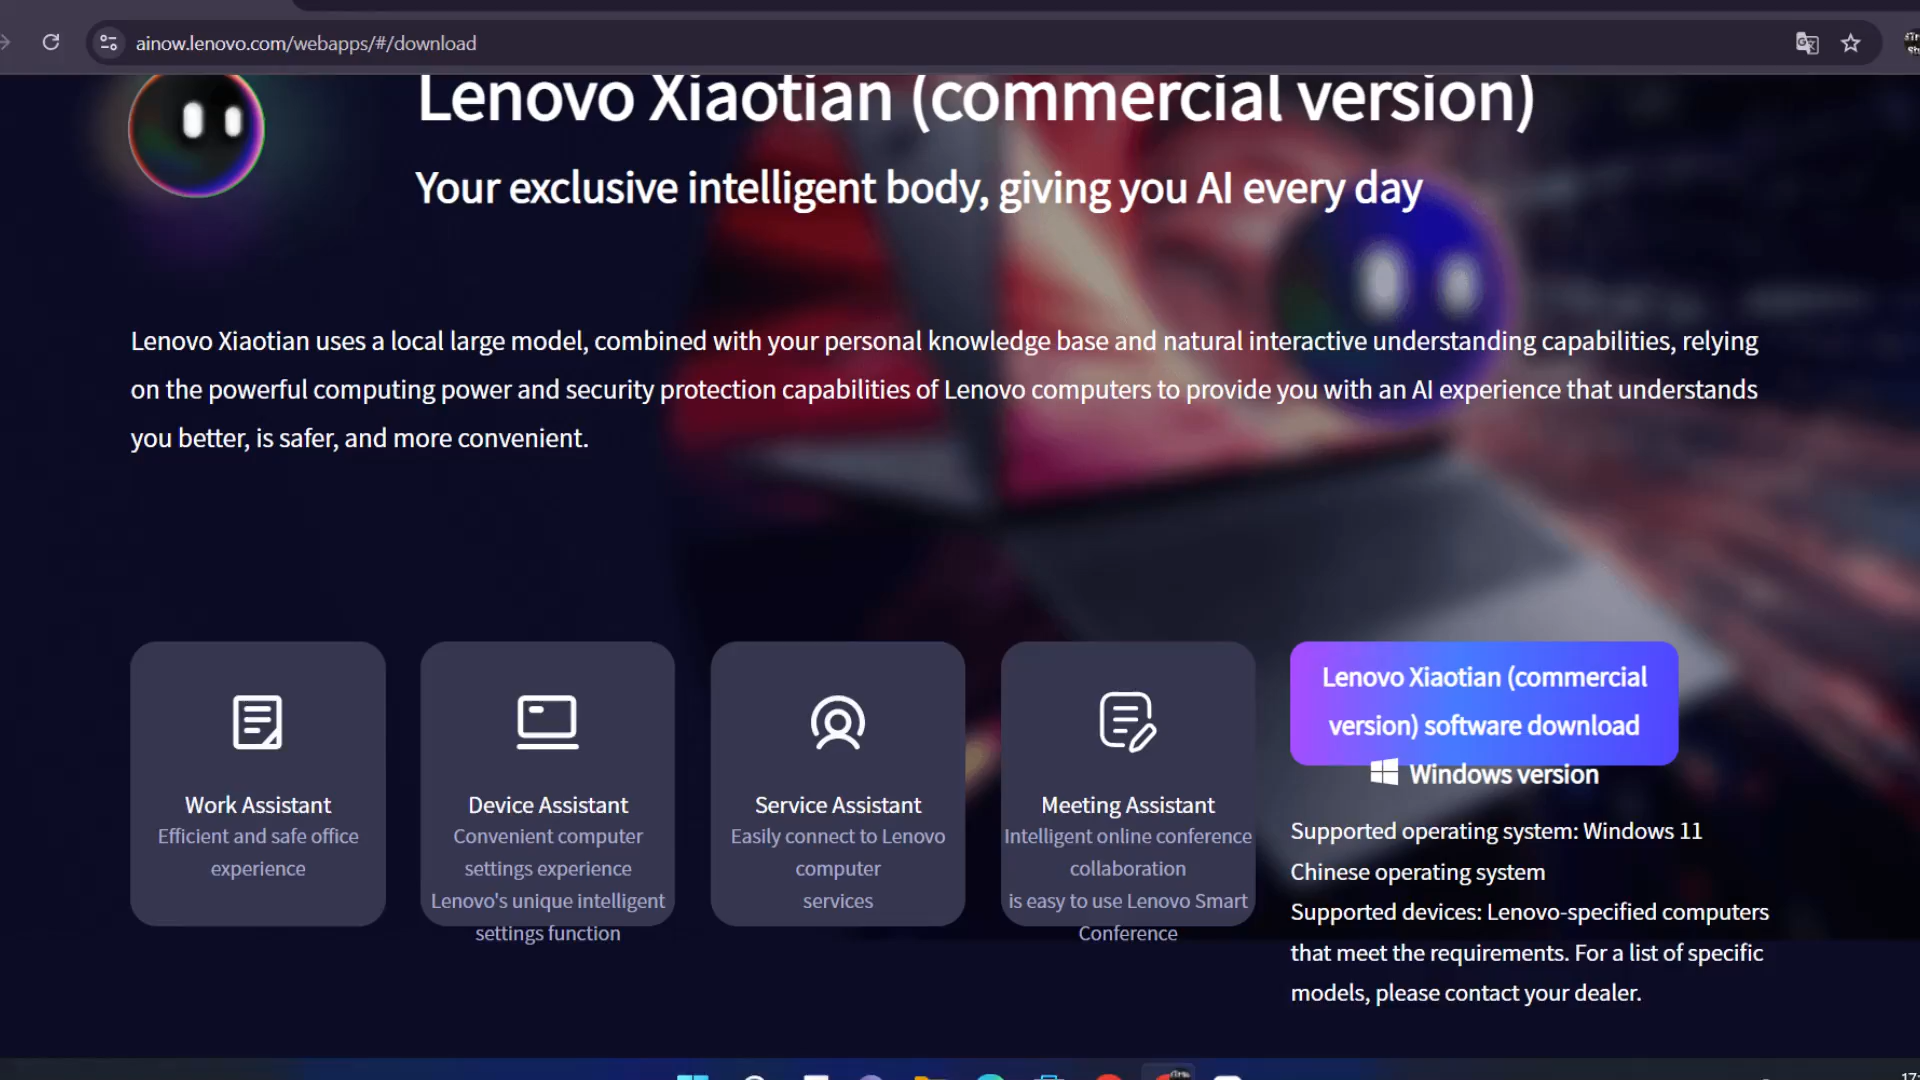 ainow.lenovo.com/webapps/#/download
Lenovo Xiaotian (commercial version)
Your exclusive intelligent body, giving you AI every day
Lenovo Xiaotian uses a local large model, combined with your personal knowledge base and natural interactive understanding capabilities, relying
on the powerful computing power and security protection capabilities of Lenovo computers to provide you with an AI experience that understands
you better, is safer, and more convenient.
Work Assistant
Efficient and safe office
experience
Device Assistant
Convenient computer
settings experience
Lenovo's unique intelligent
settings function
Service Assistant
Easily connect to Lenovo
computer
services
Meeting Assistant
Intelligent online conference
collaboration
is easy to use Lenovo Smart
Conference
Lenovo Xiaotian (commercial
version) software download
Windows version
Supported operating system: Windows 11
Chinese operating system
Supported devices: Lenovo-specified computers
that meet the requirements. For a list of specific
models, please contact your dealer.